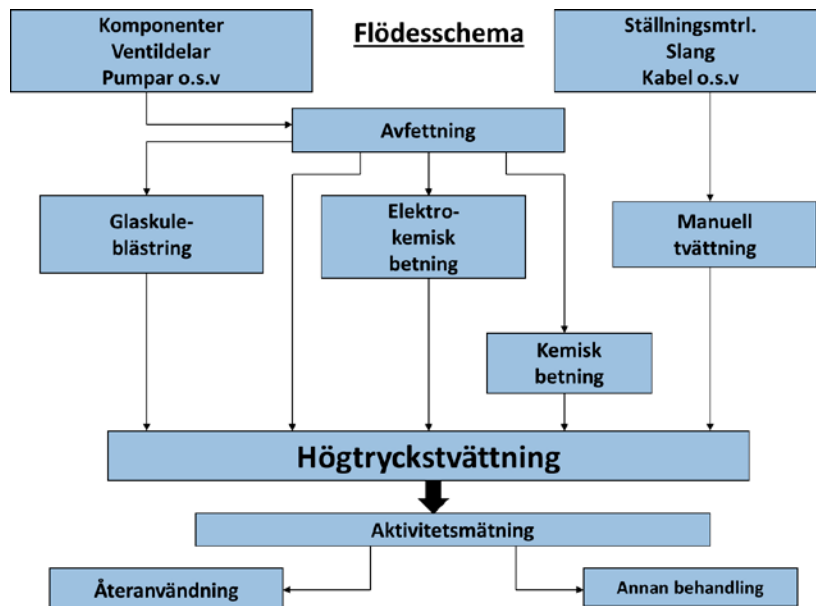 Komponenter
Ventildelar
Pumpar o.s.v
Flödesschema
Ställningsmtrl.
Slang
Kabel o.s.v
Avfettning
Glaskule-
blästring
Elektro-
kemisk
betning
Manuell
tvättning
Kemisk
betning
Högtryckstvättning
Aktivitetsmätning
Återanvändning
Annan behandling